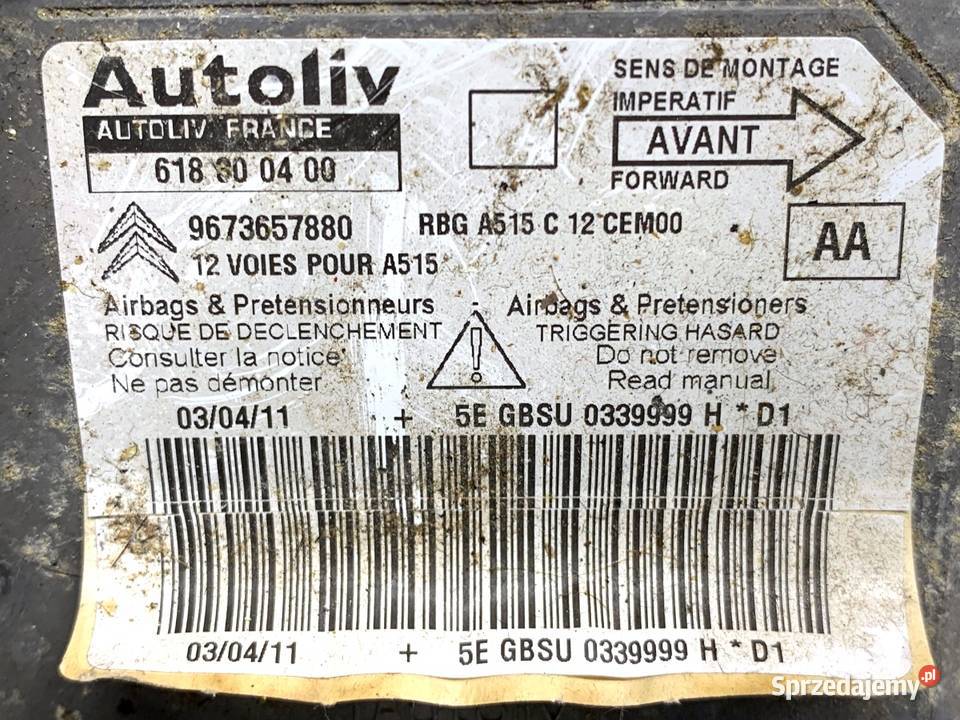 Autoliv
AUTOLIV FRANCE
618 300 04 00
SENS DE MONTAGE
IMPERATIF
AVANT
FORWARD
9673657880 RBG A515 C 12 CEM00
12 VOIES POUR A515
AA
Airbags & Pretensionneurs - Airbags & Pretensioners
RISQUE DE DECLENCHEMENT TRIGGERING HASARD
Consulter la notice Do not remove
Ne pas démonter Read manual
!
03/04/11 + 5E GBSU 0339999 H * D1
03/04/11 + 5E GBSU 0339999 H * D1
Sprzedajemy.pl